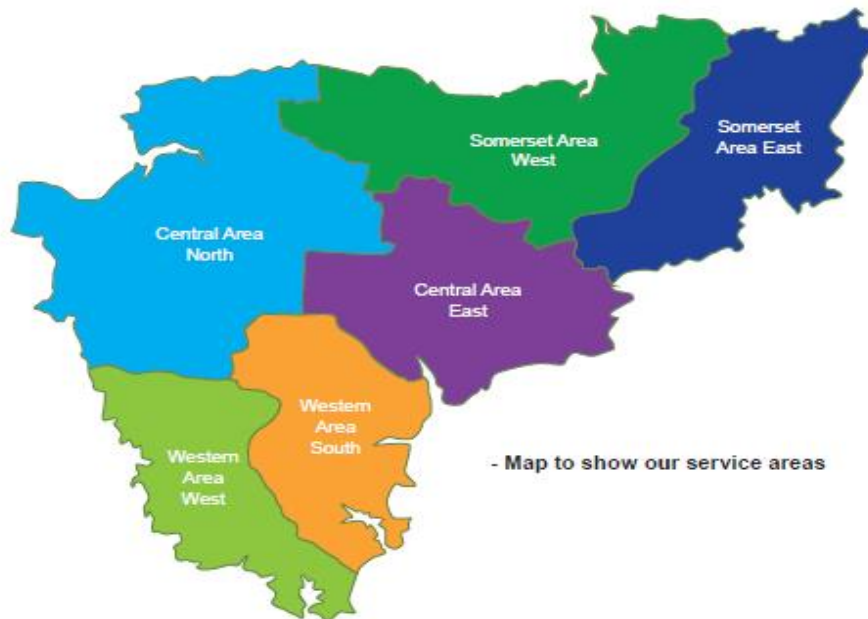 Somerset Area
West
Somerset
Area East
Central Area
North
Central Area
East
Western
Area
South
Western
Area
West
- Map to show our service areas